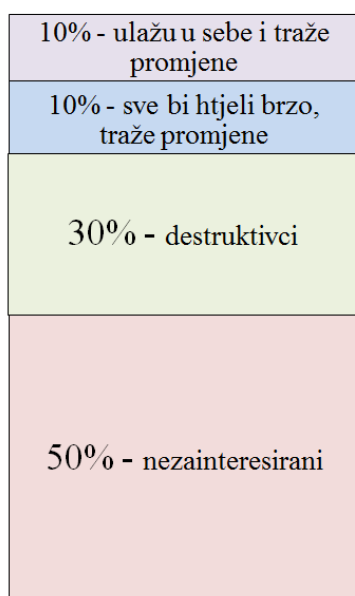 10% - ulažu u sebe i traže
promjene
10% - sve bi htjeli brzo,
traže promjene
30% - destruktivci
50% - nezainteresirani